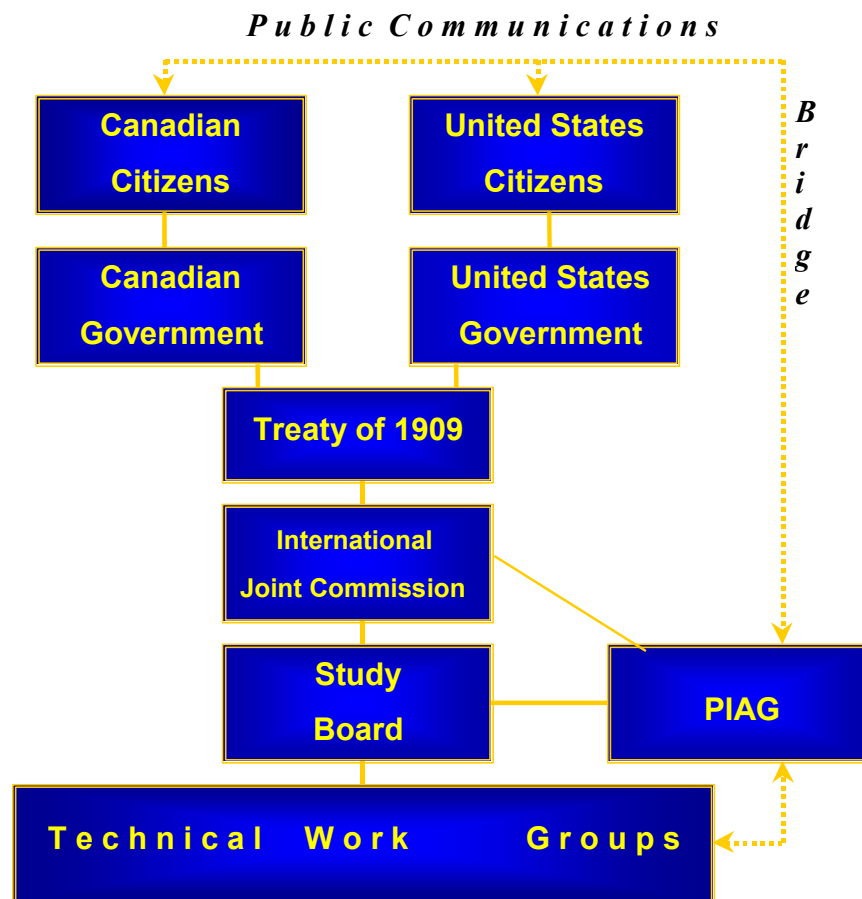 Public Communications
Canadian
Citizens
United States
Citizens
Bridge
Canadian
Government
United States
Government
Treaty of 1909
International
Joint Commission
Study
Board
PIAG
Technical Work Groups